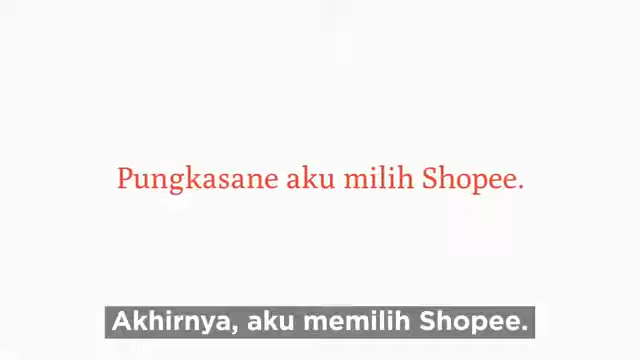 Pungkasane aku milih Shopee.
Akhirnya, aku memilih Shopee.